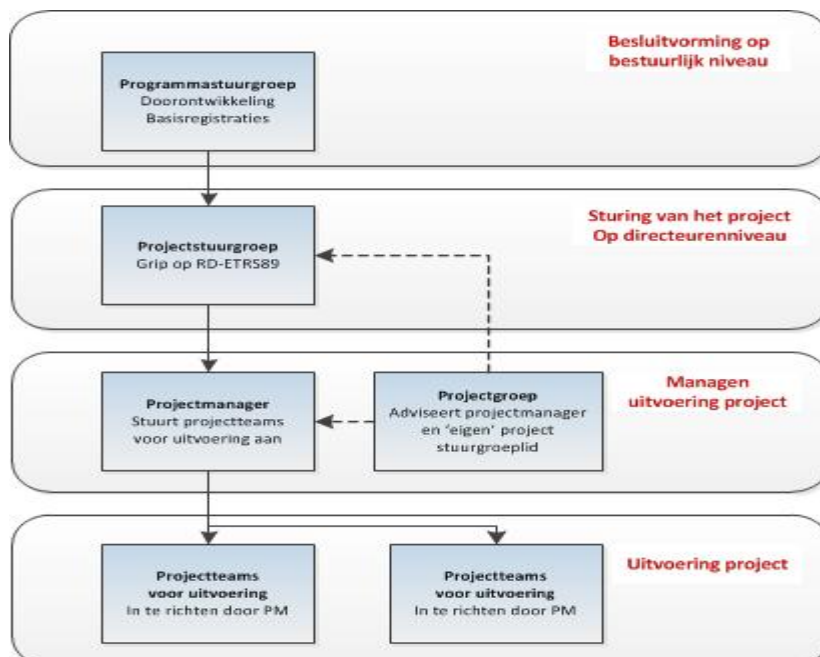 Besluitvorming op
bestuurlijk niveau
Programmastuurgroep
Doorontwikkeling
Basisregistraties
Sturing van het project
Op directeurenniveau
Projectstuurgroep
Grip op RD-ETRS89
Managen
uitvoering project
Projectmanager
Stuurt projectteams
voor uitvoering aan
Projectgroep
Adviseert projectmanager
en ‘eigen’ project
stuurgroeplid
Uitvoering project
Projectteams
voor uitvoering
In te richten door PM
Projectteams
voor uitvoering
In te richten door PM